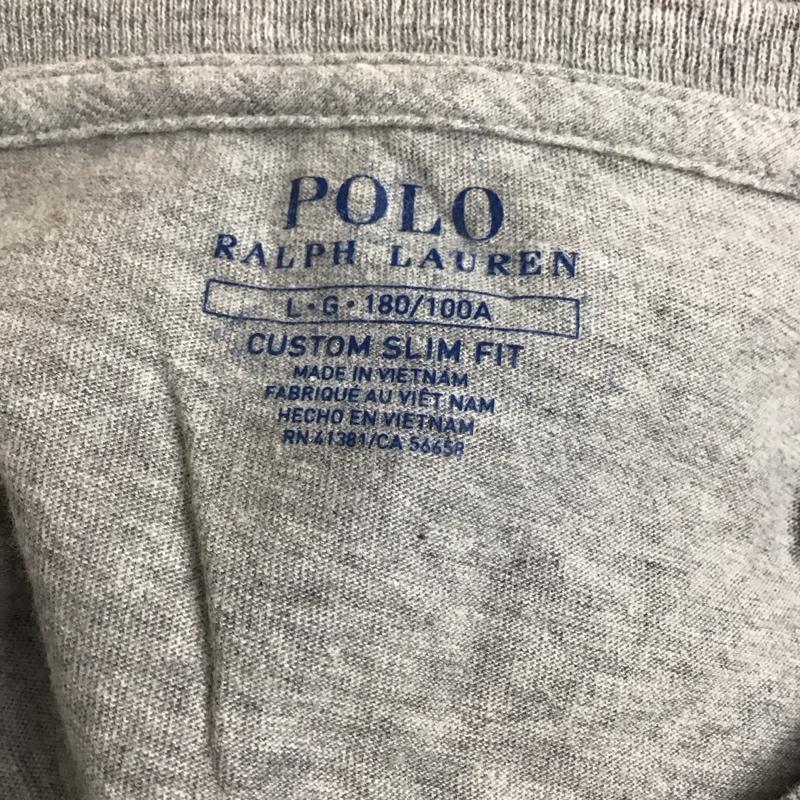 POLO
RALPH LAUREN
L•G•180/100A
CUSTOM SLIM FIT
MADE IN VIETNAM
FABRIQUÉ AU VIÊT NAM
HECHO EN VIETNAM
RN 41381/CA 56658